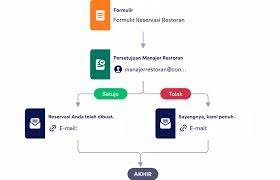 Formulir
Formulir Reservasi Restoran
Persetujuan Manajer Restoran
manajerrestoran@con...
Setuju
Tolak
Reservasi Anda telah dibuat.
E-mail:
Sayangnya, kami penuh.
E-mail:
AKHIR